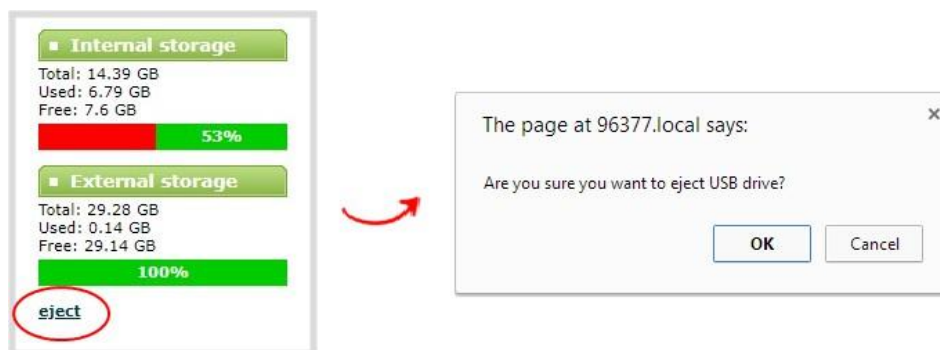 Internal storage
Total: 14.39 GB
Used: 6.79 GB
Free: 7.6 GB
53%
External storage
Total: 29.28 GB
Used: 0.14 GB
Free: 29.14 GB
100%
eject
The page at 96377.local says:
Are you sure you want to eject USB drive?
OK
Cancel